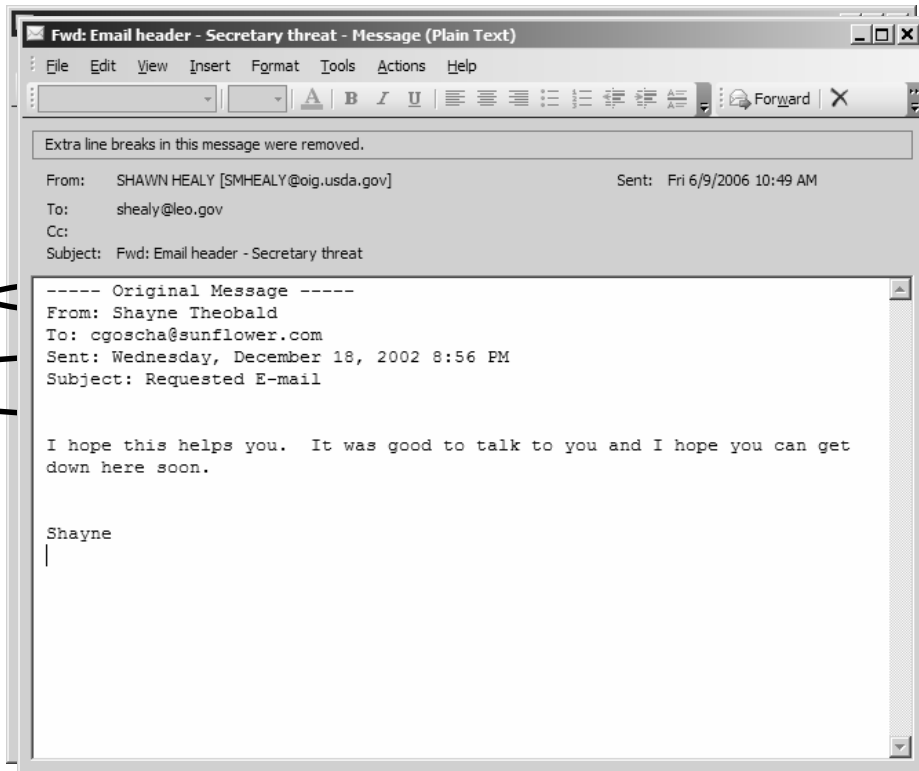 Fwd: Email header - Secretary threat - Message (Plain Text)
File Edit View Insert Format Tools Actions Help
A B I U Forward
Extra line breaks in this message were removed.
From: SHAWN HEALY [SMHEALY@oig.usda.gov] Sent: Fri 6/9/2006 10:49 AM
To: shealy@leo.gov
Cc:
Subject: Fwd: Email header - Secretary threat
----- Original Message -----
From: Shayne Theobald
To: cgoscha@sunflower.com
Sent: Wednesday, December 18, 2002 8:56 PM
Subject: Requested E-mail
I hope this helps you.  It was good to talk to you and I hope you can get
down here soon.
Shayne